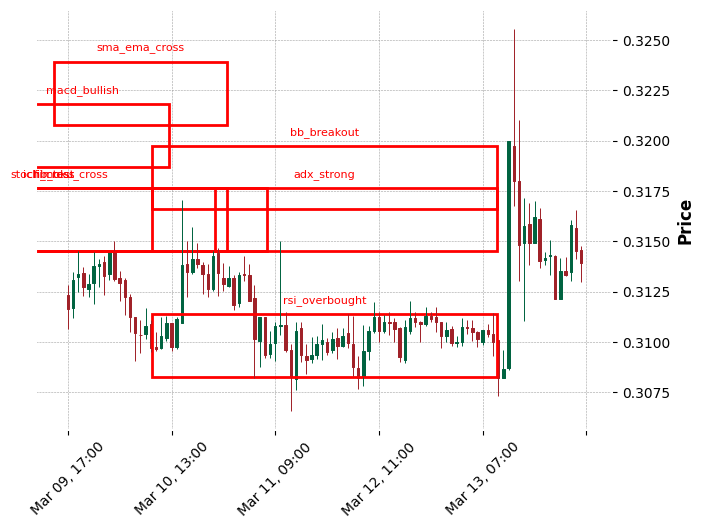 sma_ema_cross
0.3250
macd_bullish
0.3225
bb_breakout
0.3200
adx_strong
0.3175
Price
0.3150
rsi_overbought
0.3125
0.3100
0.3075
Mar 09, 17:00
Mar 10, 13:00
Mar 11, 09:00
Mar 12, 11:00
Mar 13, 07:00